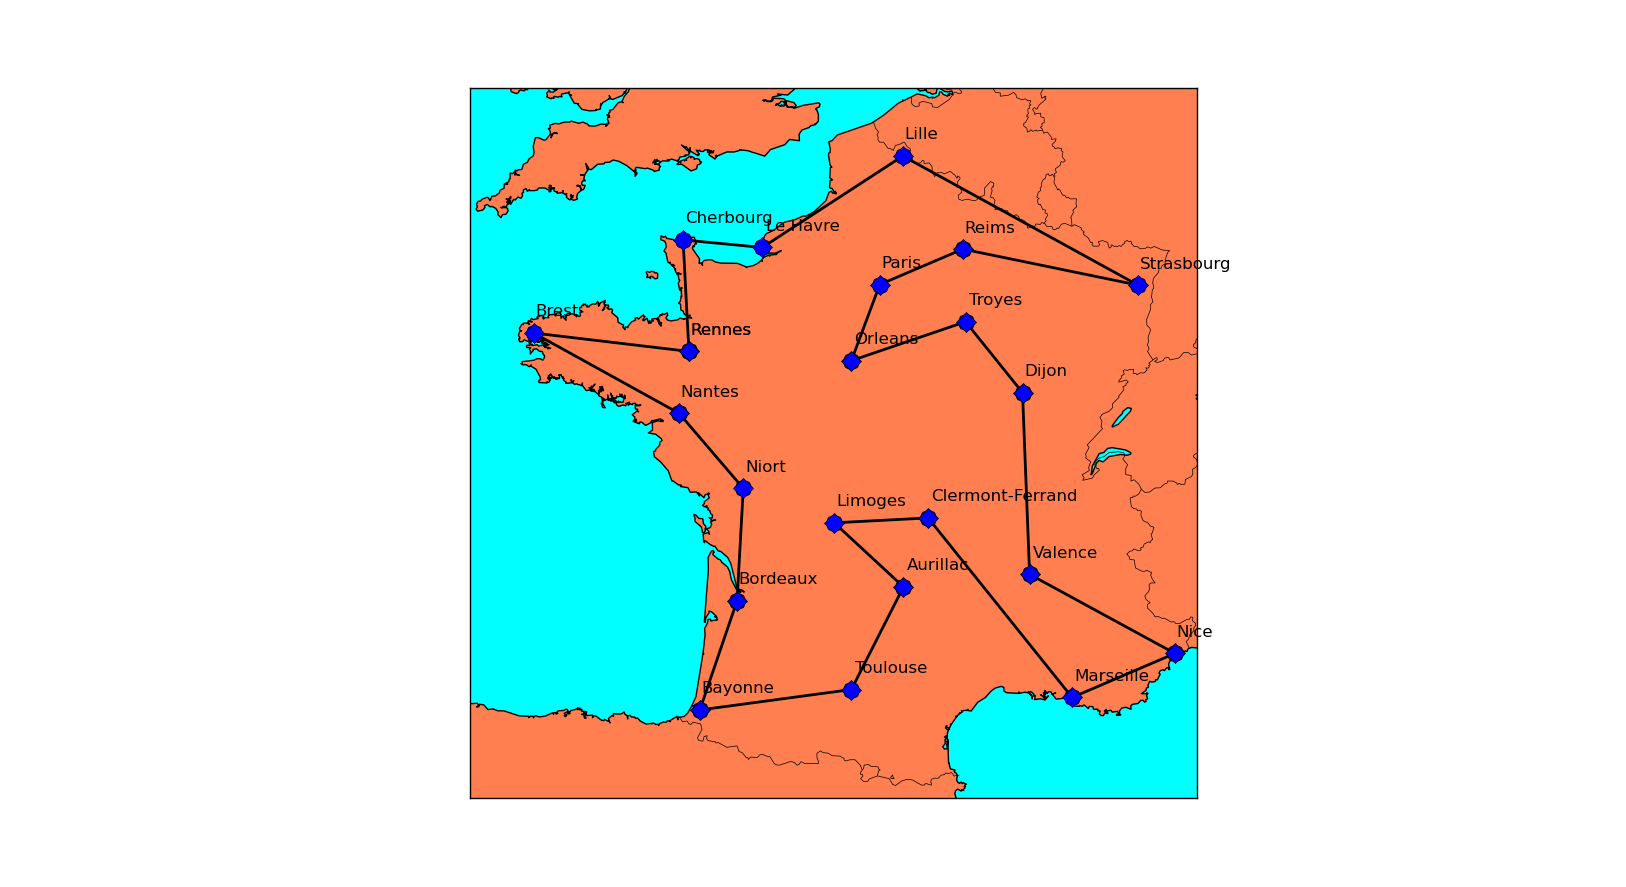 Lille
Cherbourg
Le Havre
Reims
Paris
Strasbourg
Troyes
Brest
Rennes
Orleans
Dijon
Nantes
Niort
Limoges
Clermont-Ferrand
Valence
Aurillac
Bordeaux
Nice
Toulouse
Marseille
Bayonne